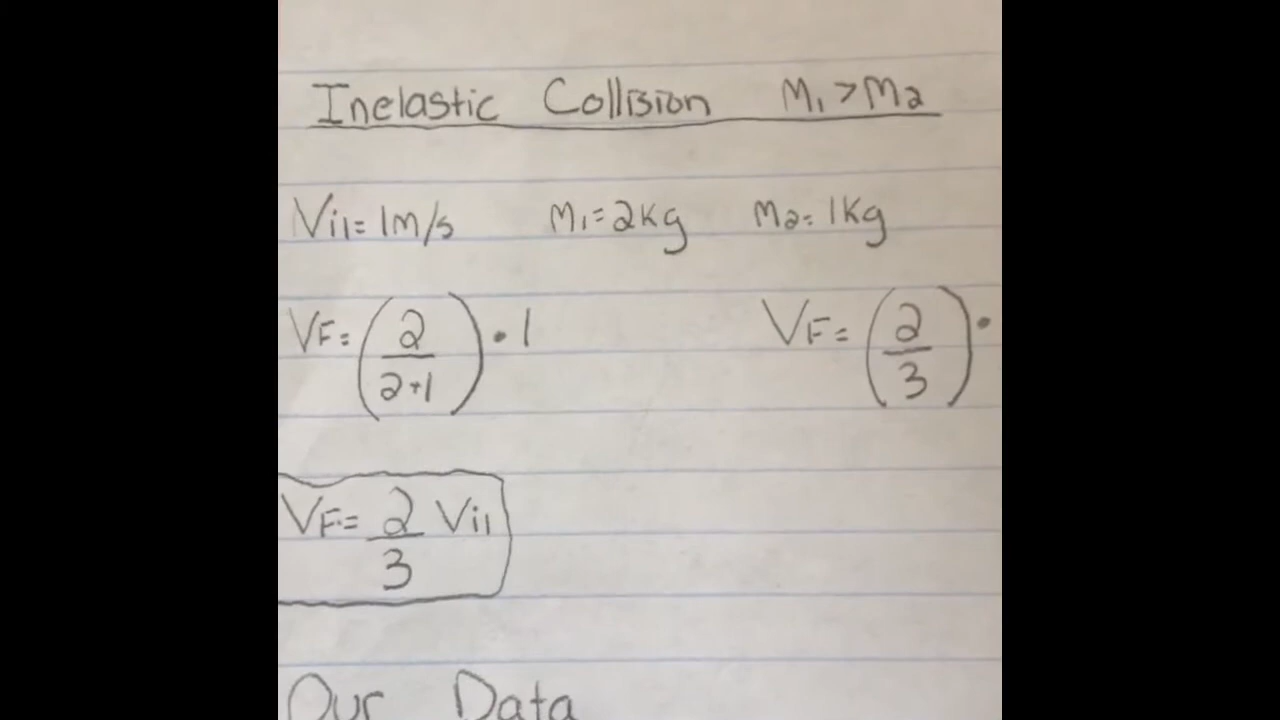 Inelastic Collision M₁ > M₂
Vi1 = 1m/s M₁ = 2kg M₂ = 1kg
VF = (2/(2+1)) • 1 VF = (2/3) •
VF = 2/3 Vi1
Our Data